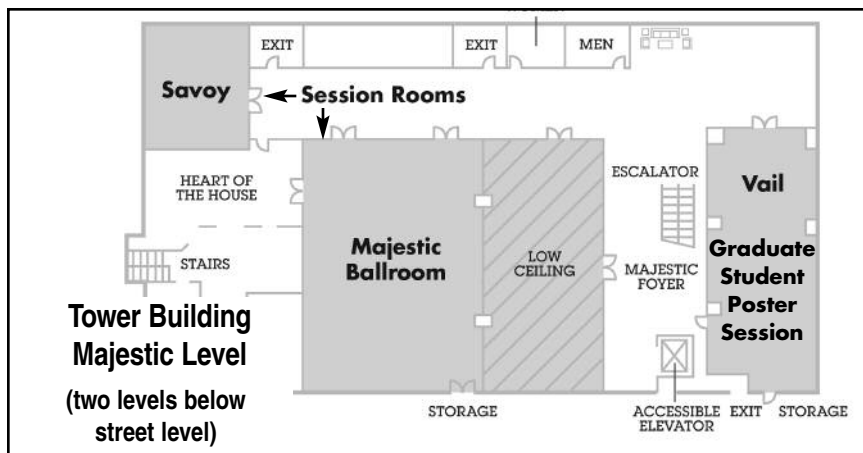 EXIT
EXIT
MEN
Savoy
Session Rooms
HEART OF
THE HOUSE
ESCALATOR
Vail
Majestic
Ballroom
LOW
CEILING
STAIRS
MAJESTIC
FOYER
Graduate
Student
Poster
Session
Tower Building
Majestic Level
(two levels below
street level)
STORAGE
ACCESSIBLE
ELEVATOR
EXIT
STORAGE